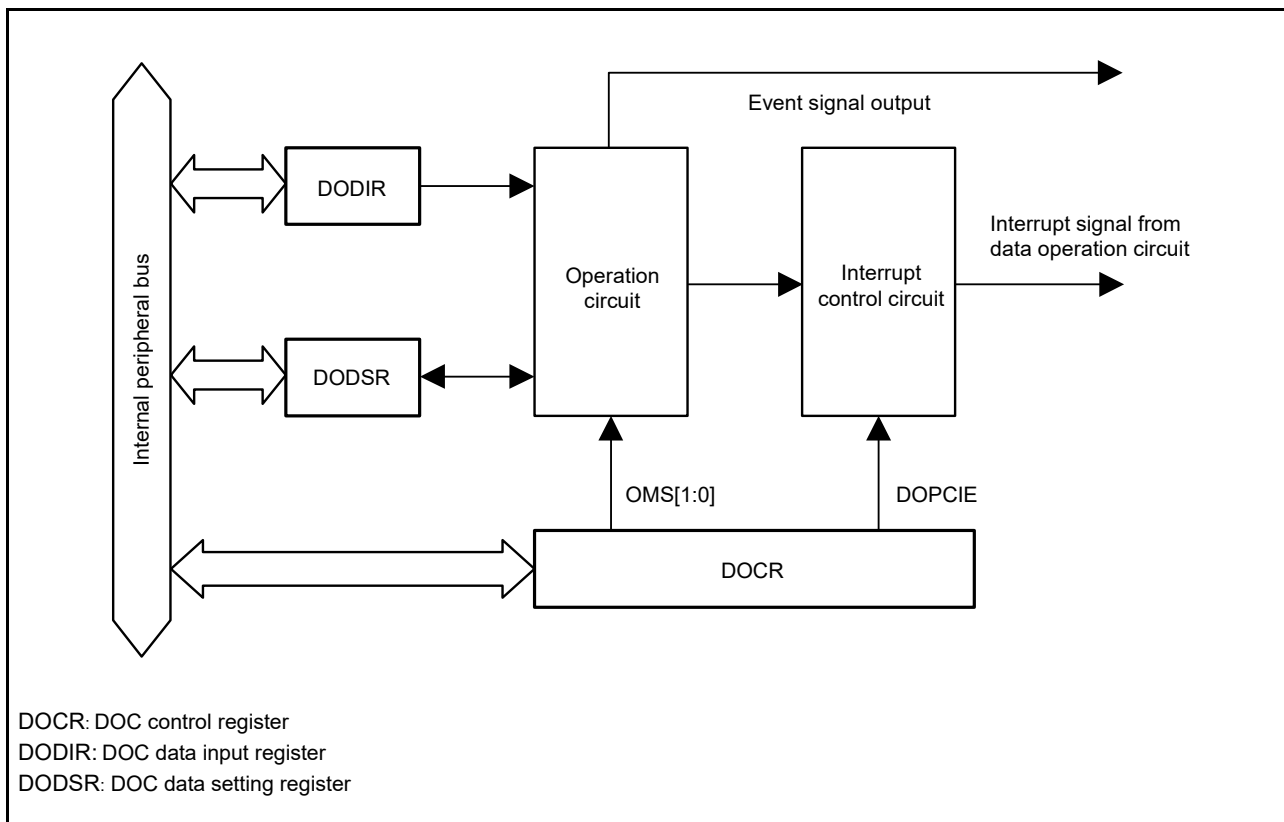 Event signal output
DODIR
Interrupt signal from
data operation circuit
Operation
circuit
Interrupt
control circuit
Internal peripheral bus
DODSR
OMS[1:0]
DOPCIE
DOCR
DOCR: DOC control register
DODIR: DOC data input register
DODSR: DOC data setting register